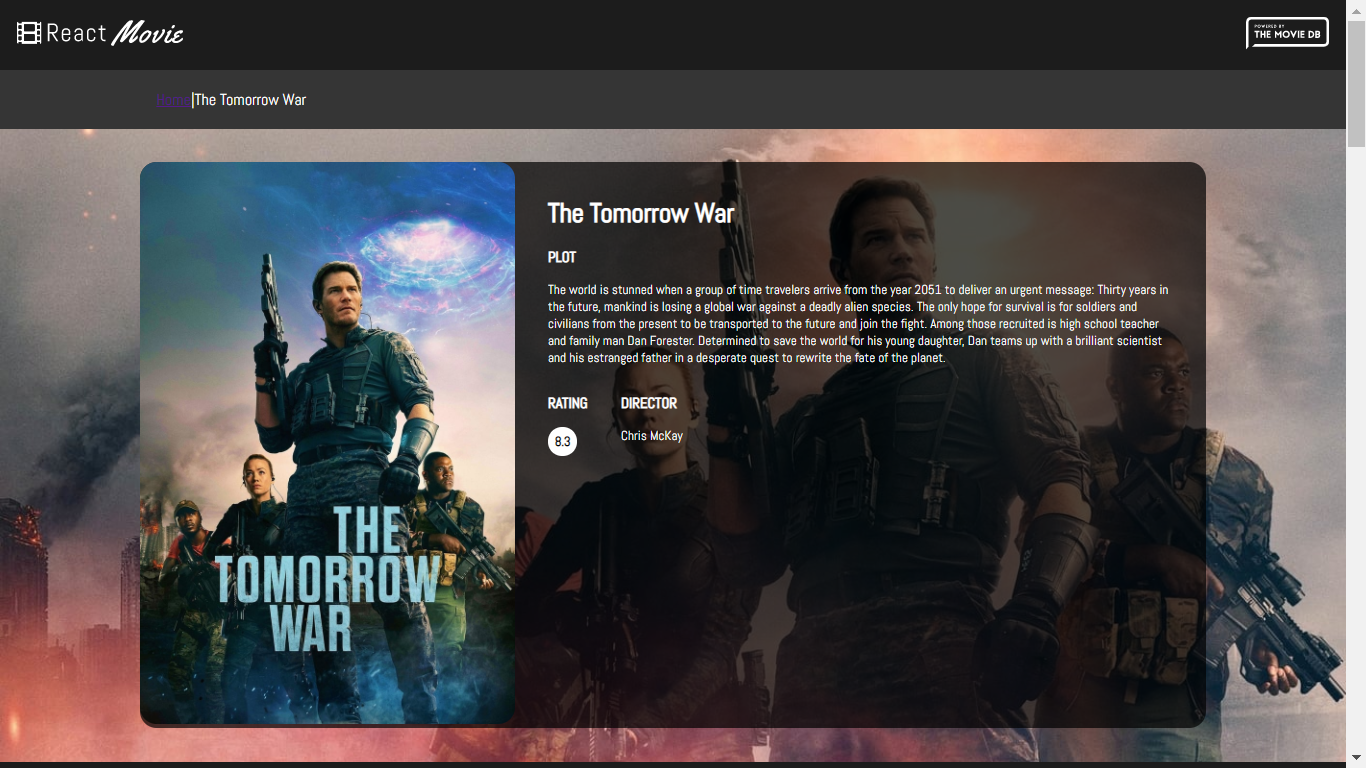 React Movie
POWERED BY
THE MOVIE DB
Home|The Tomorrow War
The Tomorrow War
PLOT
The world is stunned when a group of time travelers arrive from the year 2051 to deliver an urgent message: Thirty years in
the future, mankind is losing a global war against a deadly alien species. The only hope for survival is for soldiers and
civilians from the present to be transported to the future and join the fight. Among those recruited is high school teacher
and family man Dan Forester. Determined to save the world for his young daughter, Dan teams up with a brilliant scientist
and his estranged father in a desperate quest to rewrite the fate of the planet.
RATING DIRECTOR
8.3 Chris McKay
THE
TOMORROW
WAR